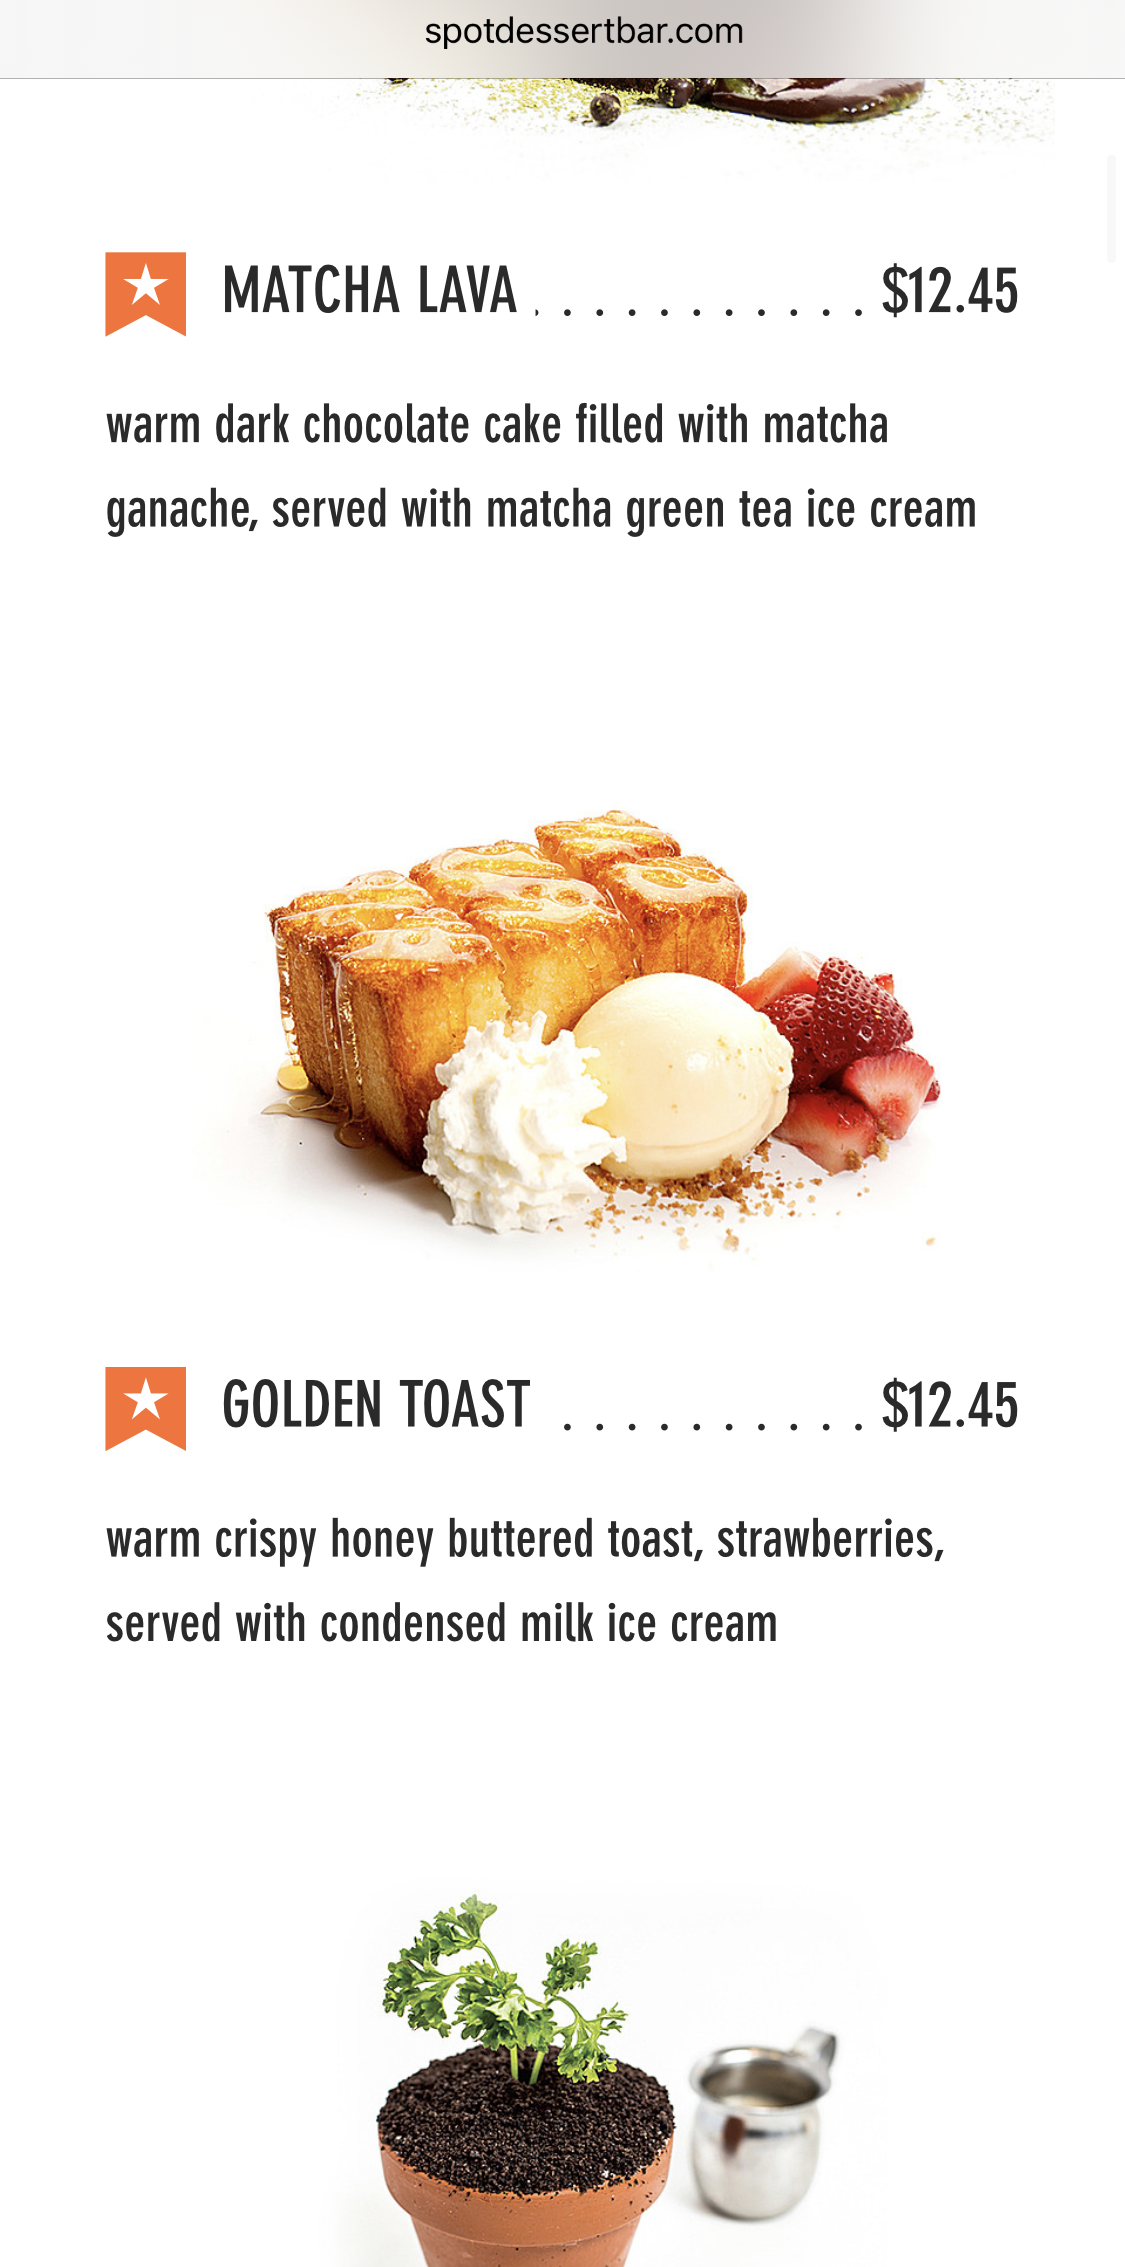 spotdessertbar.com
MATCHA LAVA . . . . . . . . . . . $12.45
warm dark chocolate cake filled with matcha
ganache, served with matcha green tea ice cream
GOLDEN TOAST . . . . . . . . . . $12.45
warm crispy honey buttered toast, strawberries,
served with condensed milk ice cream